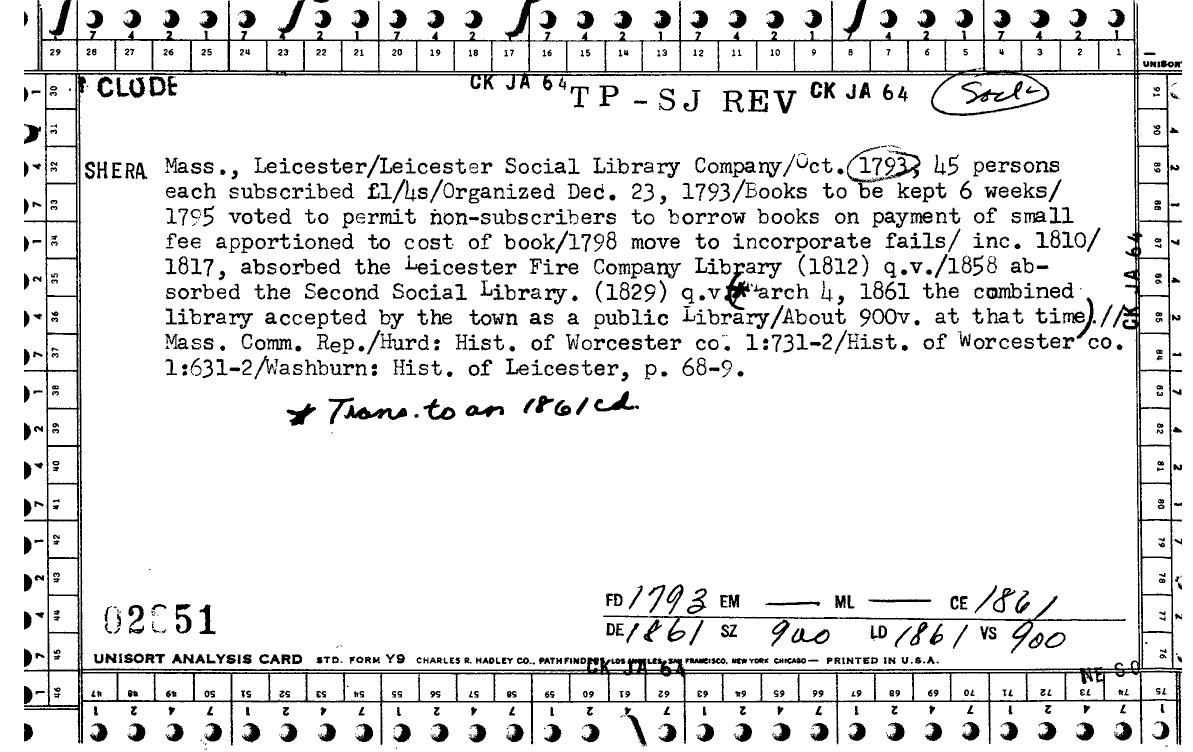 7 4 2 1 7 4 2 1 7 4 2 1 7 4 2 1 7 4 2 1 7 4 2 1 7 4 2 1
29 28 27 26 25 24 23 22 21 20 19 18 17 16 15 14 13 12 11 10 9 8 7 6 5 4 3 2 1
UNISORT
CLODE CK JA 64 TP-SJ REV CK JA 64
SHERA Mass., Leicester/Leicester Social Library Company/Oct. 1793, 45 persons
each subscribed £1/4s/Organized Dec. 23, 1793/Books to be kept 6 weeks/
1795 voted to permit non-subscribers to borrow books on payment of small
fee apportioned to cost of book/1798 move to incorporate fails/ inc. 1810/
1817, absorbed the Leicester Fire Company Library (1812) q.v./1858 ab-
sorbed the Second Social Library. (1829) q.v. (* March 4, 1861 the combined
library accepted by the town as a public Library/About 900v. at that time).//
Mass. Comm. Rep./Hurd: Hist. of Worcester co. 1:731-2/Hist. of Worcester co.
1:631-2/Washburn: Hist. of Leicester, p. 68-9.
* Trans. to an 1861 cd.
CK JA 64
30 31 32 33 34 35 36 37 38 39 40 41 42 43 44 45 46
91 90 89 88 87 86 85 84 83 82 81 80 79 78 77 76 75
FD 1793 EM — ML — CE 1861
DE 1861 SZ 900 LD 1861 VS 900
UNISORT ANALYSIS CARD STD. FORM Y9 CHARLES R. HADLEY CO., PATHFINDERS LOS ANGELES, SAN FRANCISCO, NEW YORK CHICAGO — PRINTED IN U.S.A.
CK JA 64
NE SO
47 48 49 50 51 52 53 54 55 56 57 58 59 60 61 62 63 64 65 66 67 68 69 70 71 72 73 74 75
1 2 4 7 1 2 4 7 1 2 4 7 1 2 4 7 1 2 4 7 1 2 4 7 1 2 4 7 1